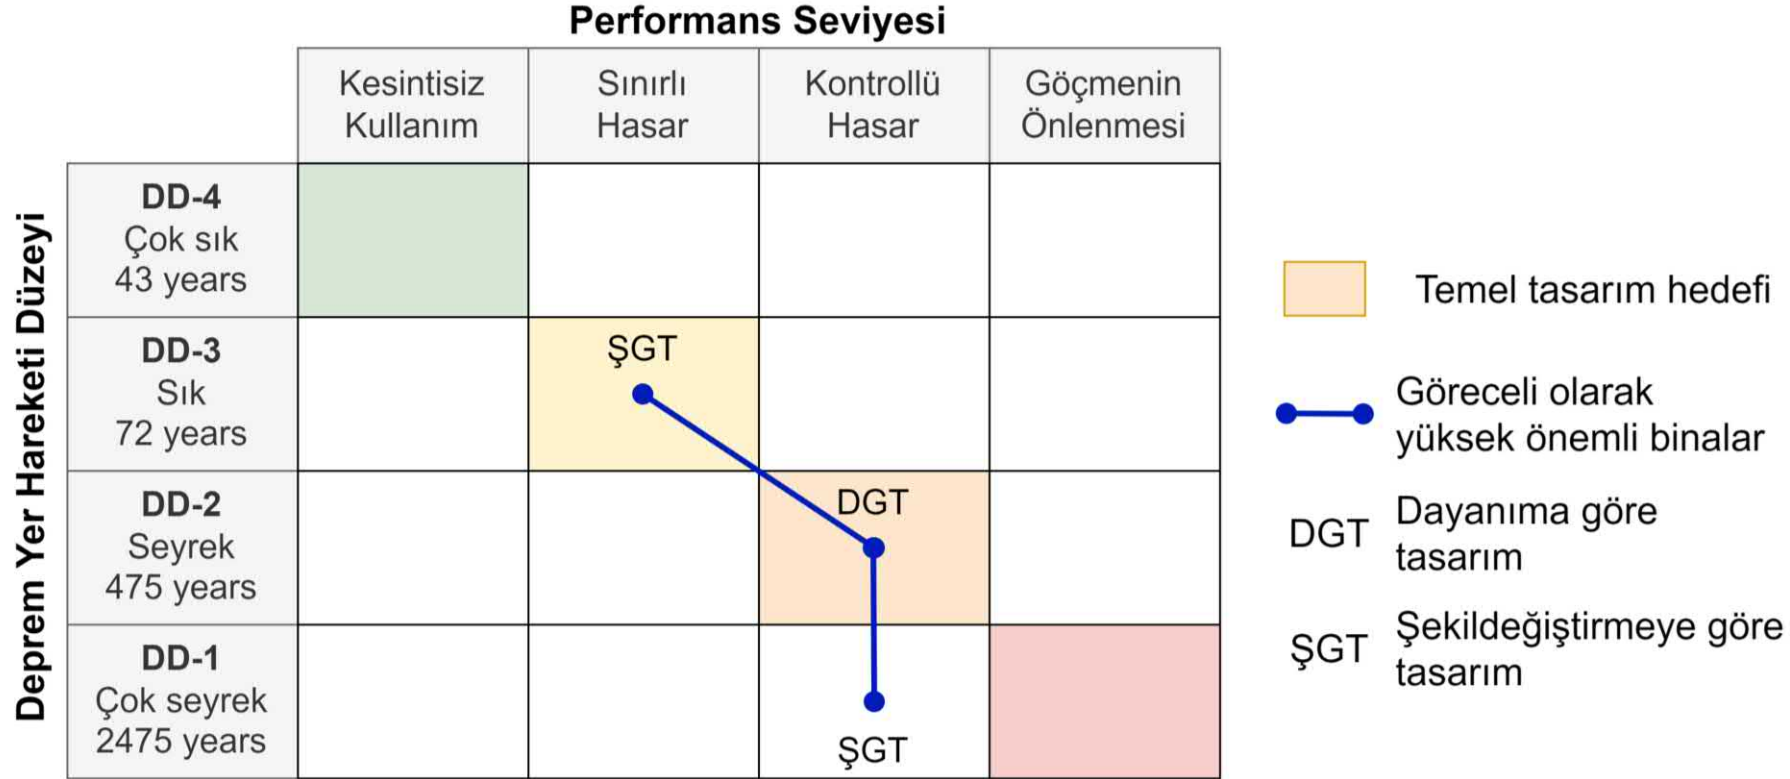 Performans Seviyesi
Kesintisiz
Kullanım
Sınırlı
Hasar
Kontrollü
Hasar
Göçmenin
Önlenmesi
Deprem Yer Hareketi Düzeyi
DD-4
Çok sık
43 years
DD-3
Sık
72 years
ŞGT
DD-2
Seyrek
475 years
DGT
DD-1
Çok seyrek
2475 years
ŞGT
Temel tasarım hedefi
Göreceli olarak
yüksek önemli binalar
DGT
Dayanıma göre
tasarım
ŞGT
Şekildeğiştirmeye göre
tasarım